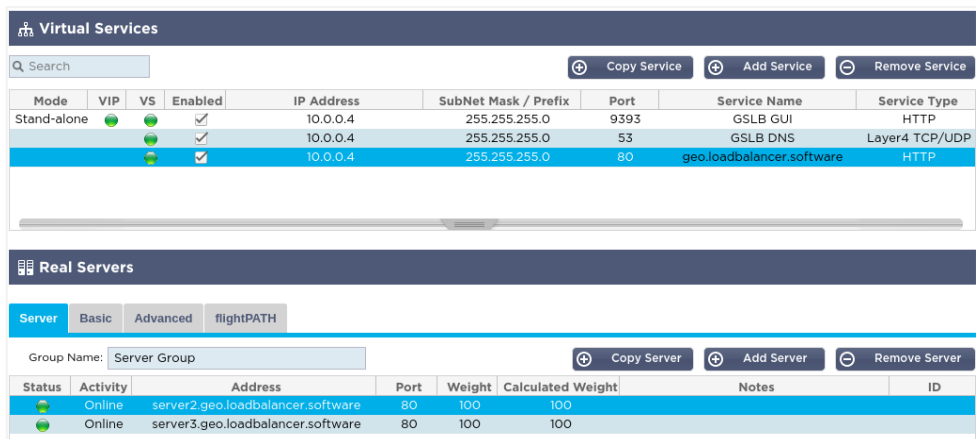 Virtual Services
Search Copy Service Add Service Remove Service
Mode VIP VS Enabled IP Address SubNet Mask / Prefix Port Service Name Service Type
Stand-alone 10.0.0.4 255.255.255.0 9393 GSLB GUI HTTP
10.0.0.4 255.255.255.0 53 GSLB DNS Layer4 TCP/UDP
10.0.0.4 255.255.255.0 80 geo.loadbalancer.software HTTP
Real Servers
Server Basic Advanced flightPATH
Group Name: Server Group Copy Server Add Server Remove Server
Status Activity Address Port Weight Calculated Weight Notes ID
Online server2.geo.loadbalancer.software 80 100 100
Online server3.geo.loadbalancer.software 80 100 100